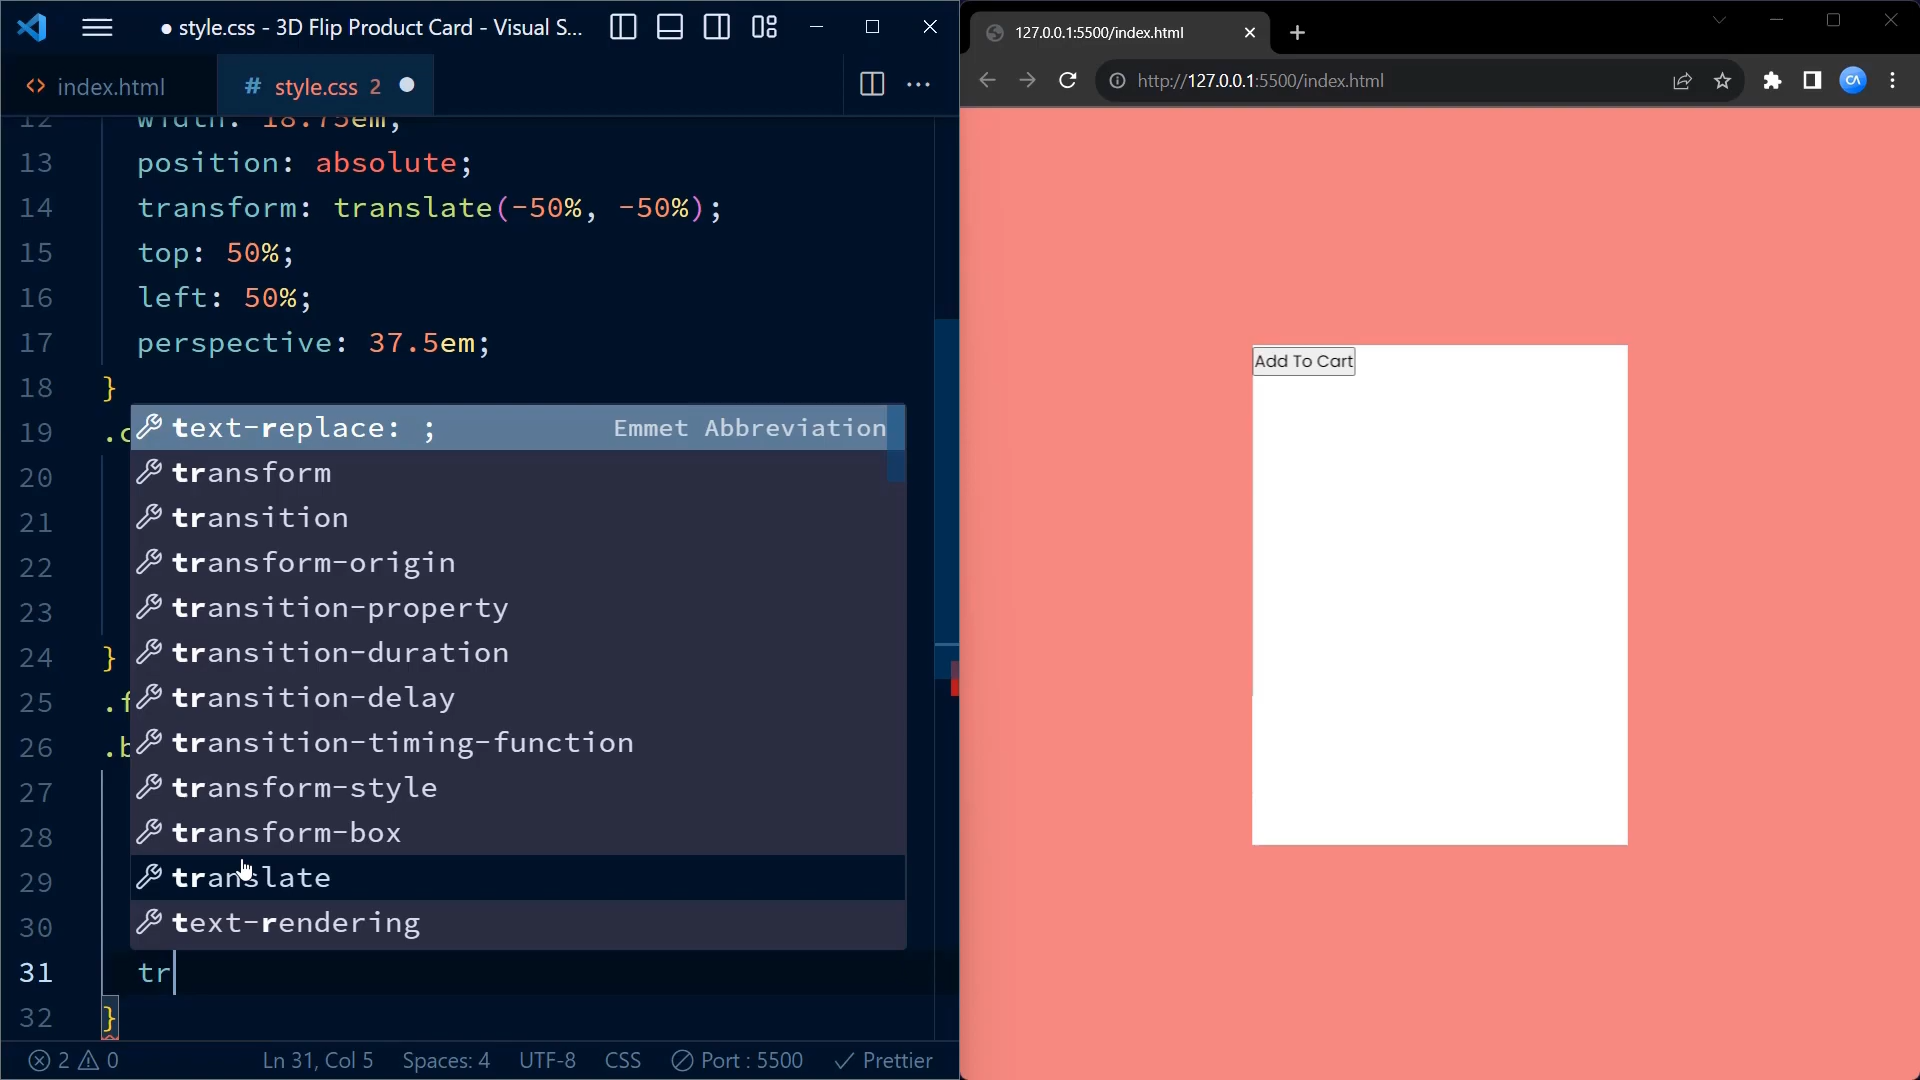 style.css - 3D Flip Product Card - Visual S...
index.html
# style.css 2
12 width: 18.75em;
13 position: absolute;
14 transform: translate(-50%, -50%);
15 top: 50%;
16 left: 50%;
17 perspective: 37.5em;
18 }
19 .c
20
21
22
23
24 }
25 .f
26 .b
27
28
29
30
31 tr
32 }
text-replace: ; Emmet Abbreviation
transform
transition
transform-origin
transition-property
transition-duration
transition-delay
transition-timing-function
transform-style
transform-box
translate
text-rendering
2 0 Ln 31, Col 5 Spaces: 4 UTF-8 CSS Port : 5500 Prettier
127.0.0.1:5500/index.html
http://127.0.0.1:5500/index.html
CA
Add To Cart